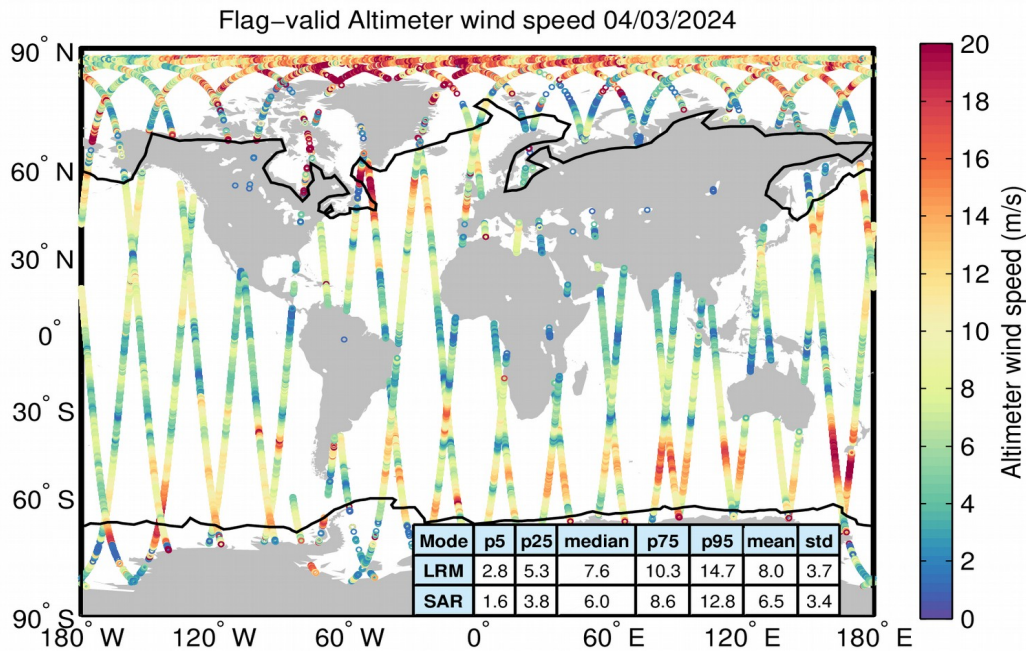 Flag-valid Altimeter wind speed 04/03/2024
90° N
60° N
30° N
0°
30° S
60° S
90° S
180° W
120° W
60° W
0°
60° E
120° E
180° E
Mode p5 p25 median p75 p95 mean std
LRM 2.8 5.3 7.6 10.3 14.7 8.0 3.7
SAR 1.6 3.8 6.0 8.6 12.8 6.5 3.4
20
18
16
14
12
10
8
6
4
2
0
Altimeter wind speed (m/s)